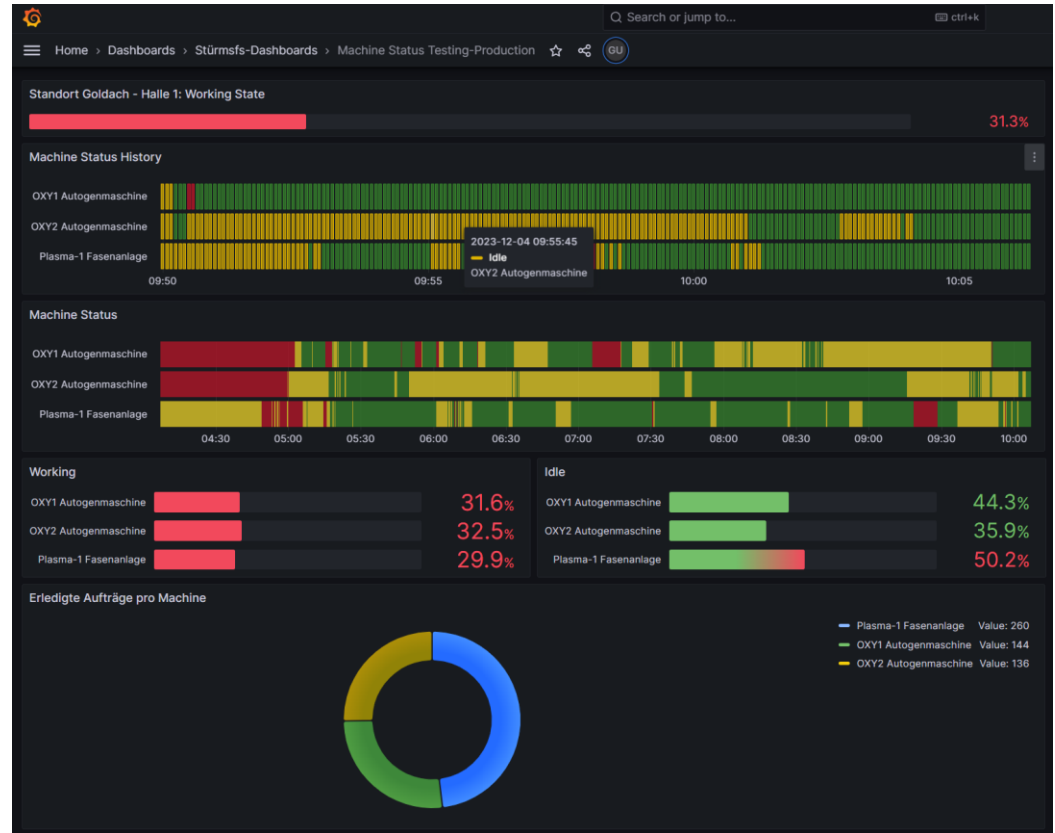 Search or jump to... ctrl+k
Home › Dashboards › Stürmsfs-Dashboards › Machine Status Testing-Production GU
Standort Goldach - Halle 1: Working State
31.3%
Machine Status History
OXY1 Autogenmaschine
OXY2 Autogenmaschine
Plasma-1 Fasenanlage
2023-12-04 09:55:45
Idle
OXY2 Autogenmaschine
09:50 09:55 10:00 10:05
Machine Status
OXY1 Autogenmaschine
OXY2 Autogenmaschine
Plasma-1 Fasenanlage
04:30 05:00 05:30 06:00 06:30 07:00 07:30 08:00 08:30 09:00 09:30 10:00
Working
OXY1 Autogenmaschine 31.6%
OXY2 Autogenmaschine 32.5%
Plasma-1 Fasenanlage 29.9%
Idle
OXY1 Autogenmaschine 44.3%
OXY2 Autogenmaschine 35.9%
Plasma-1 Fasenanlage 50.2%
Erledigte Aufträge pro Machine
Plasma-1 Fasenanlage Value: 260
OXY1 Autogenmaschine Value: 144
OXY2 Autogenmaschine Value: 136